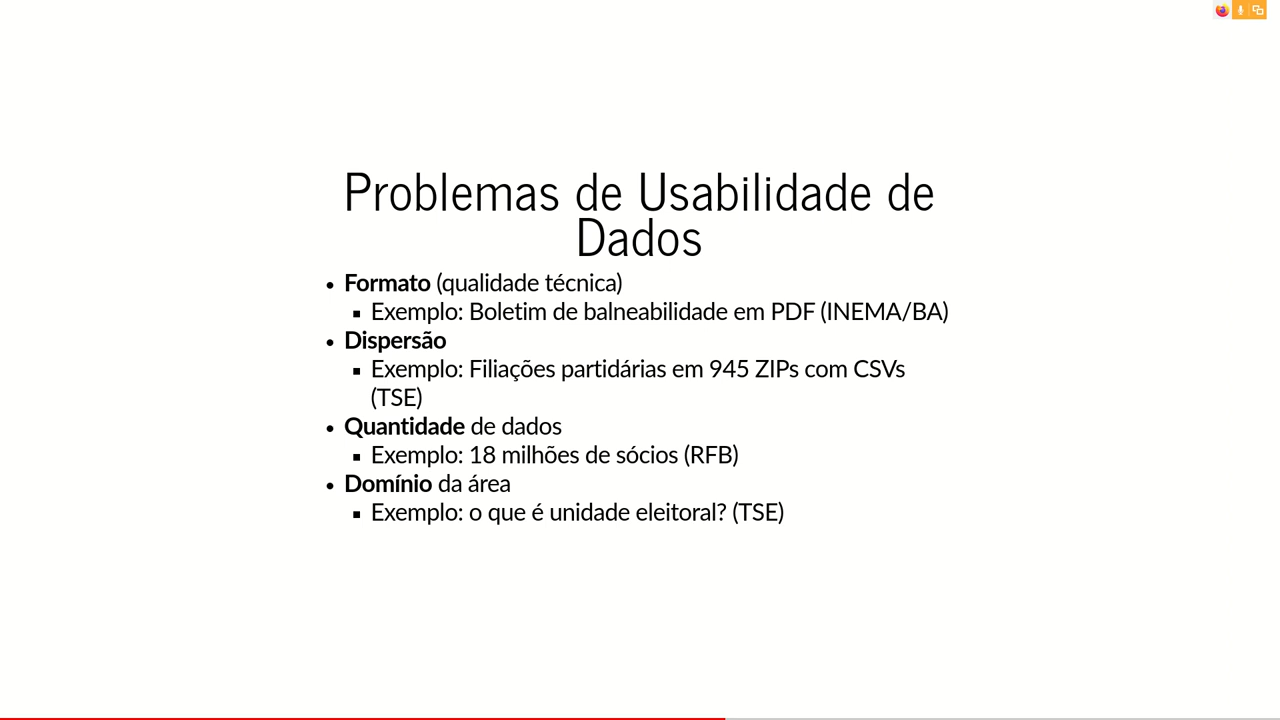 Problemas de Usabilidade de
Dados
• Formato (qualidade técnica)
▪ Exemplo: Boletim de balneabilidade em PDF (INEMA/BA)
• Dispersão
▪ Exemplo: Filiações partidárias em 945 ZIPs com CSVs
(TSE)
• Quantidade de dados
▪ Exemplo: 18 milhões de sócios (RFB)
• Domínio da área
▪ Exemplo: o que é unidade eleitoral? (TSE)